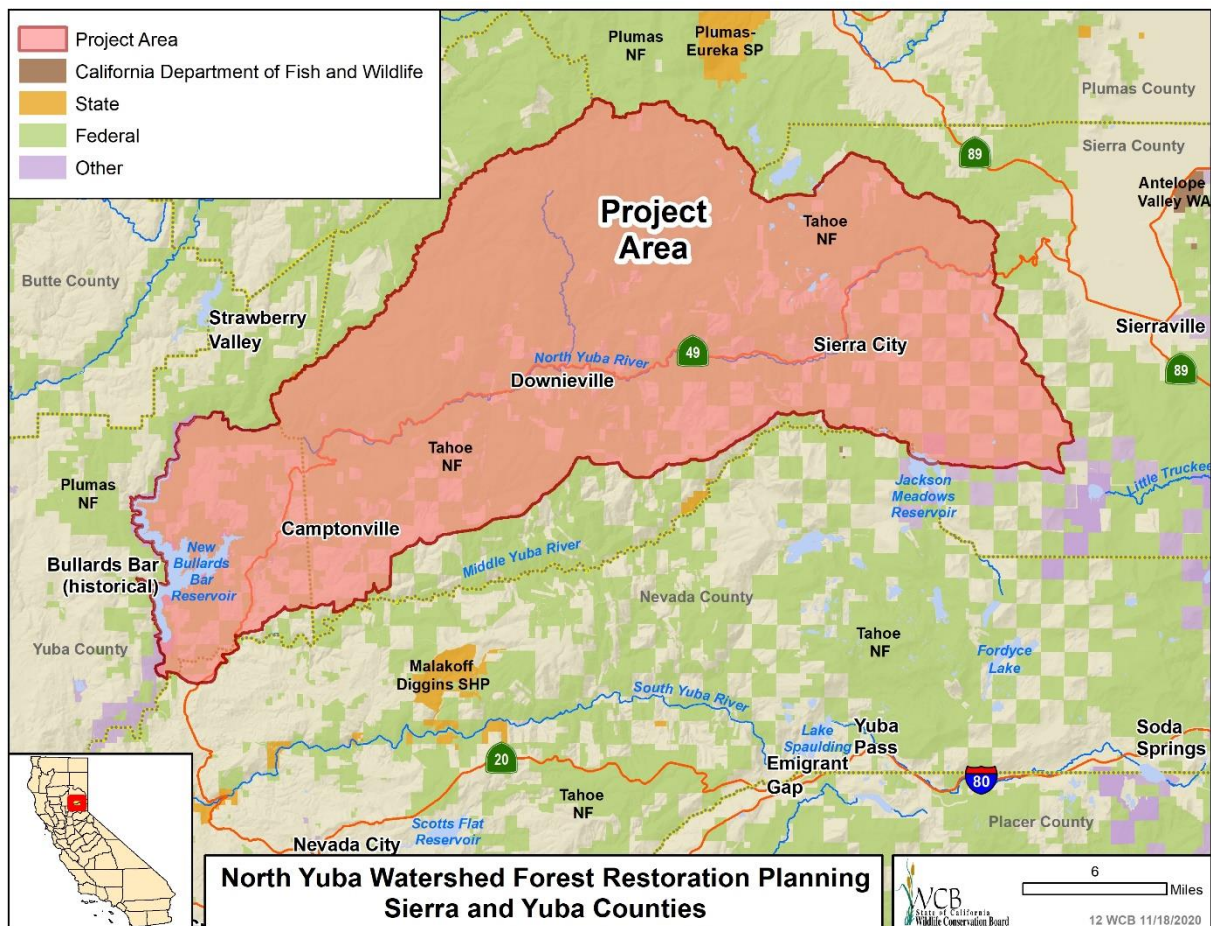 Project Area
California Department of Fish and Wildlife
State
Federal
Other
Plumas
NF
Plumas-
Eureka SP
Plumas County
Sierra County
89
Antelope
Valley WA
Butte County
Strawberry
Valley
Project
Area
Tahoe
NF
Sierraville
89
North Yuba River
49
Sierra City
Downieville
Tahoe
NF
Plumas
NF
Camptonville
Jackson
Meadows
Reservoir
Little Truckee
Bullards Bar
(historical)
New
Bullards
Bar
Reservoir
Middle Yuba River
Nevada County
Yuba County
Tahoe
NF
Fordyce
Lake
Malakoff
Diggins SHP
South Yuba River
Lake
Spaulding
Yuba
Pass
Soda
Springs
20
Emigrant
Gap
80
Tahoe
NF
Placer County
Nevada City
Scotts Flat
Reservoir
North Yuba Watershed Forest Restoration Planning
Sierra and Yuba Counties
WCB
State of California
Wildlife Conservation Board
6
Miles
12 WCB 11/18/2020